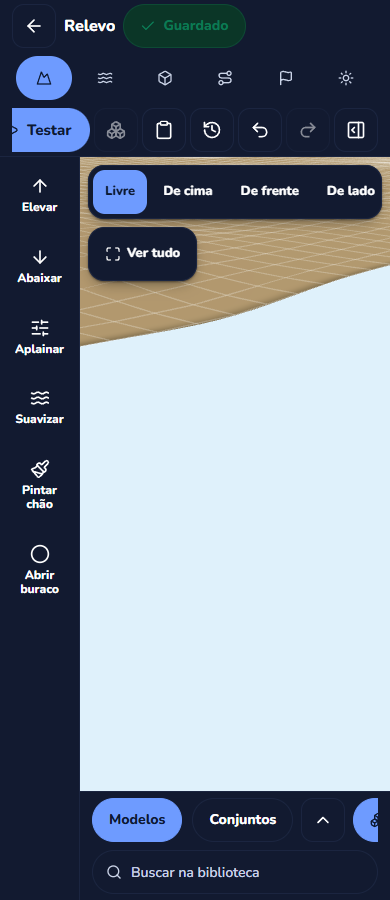 Relevo
Guardado
Testar
Livre
De cima
De frente
De lado
Ver tudo
Elevar
Abaixar
Aplainar
Suavizar
Pintar
chão
Abrir
buraco
Modelos
Conjuntos
Buscar na biblioteca